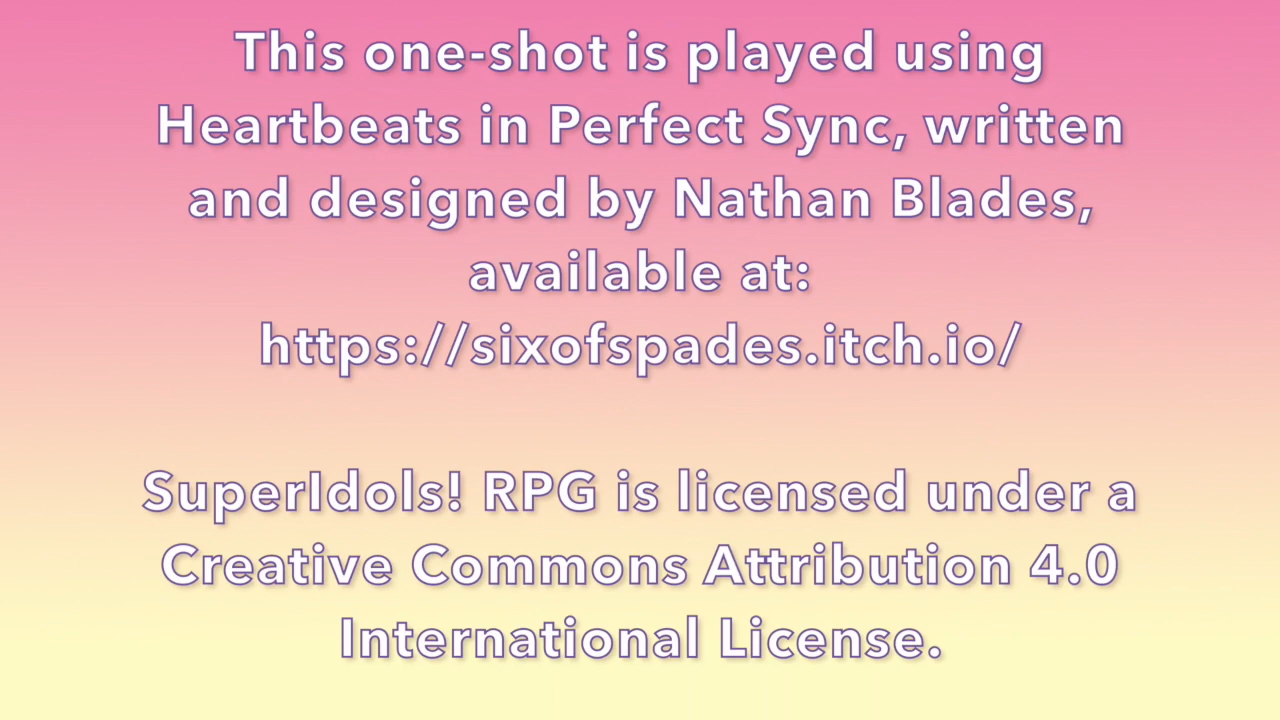 This one-shot is played using
Heartbeats in Perfect Sync, written
and designed by Nathan Blades,
available at:
https://sixofspades.itch.io/
SuperIdols! RPG is licensed under a
Creative Commons Attribution 4.0
International License.